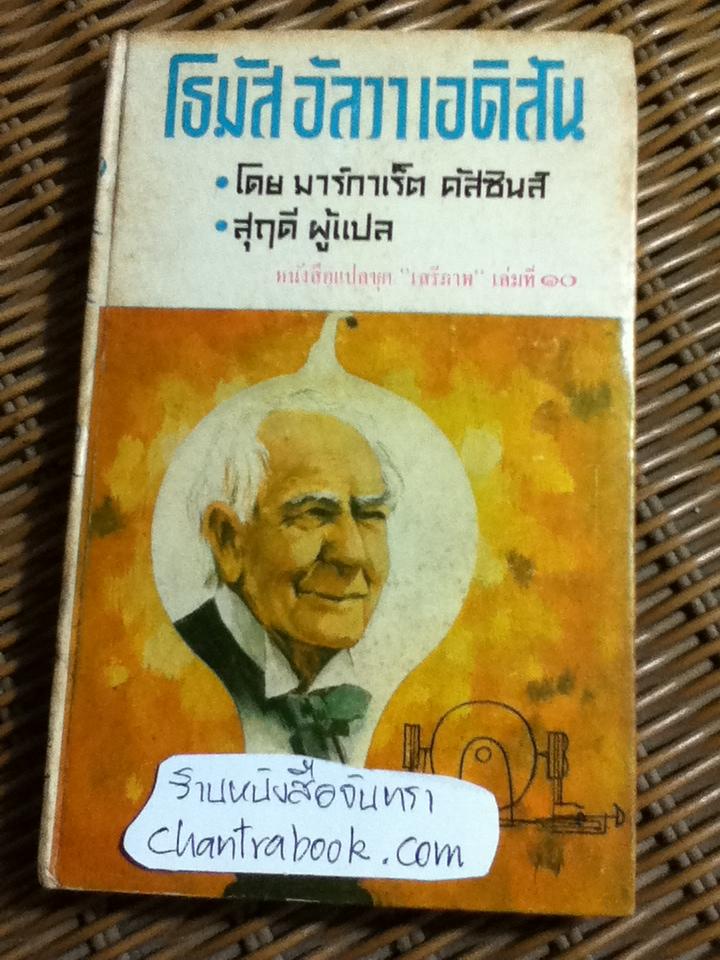 โธมัส อัลวา เอดิสัน
• โดย มาร์กาเร็ต คัสซินส์
• สุฤดี ผู้แปล
หนังสือแปลชุด "เสรีภาพ" เล่มที่ ๑๐
ร้านหนังสือจันทรา
chantrabook.com